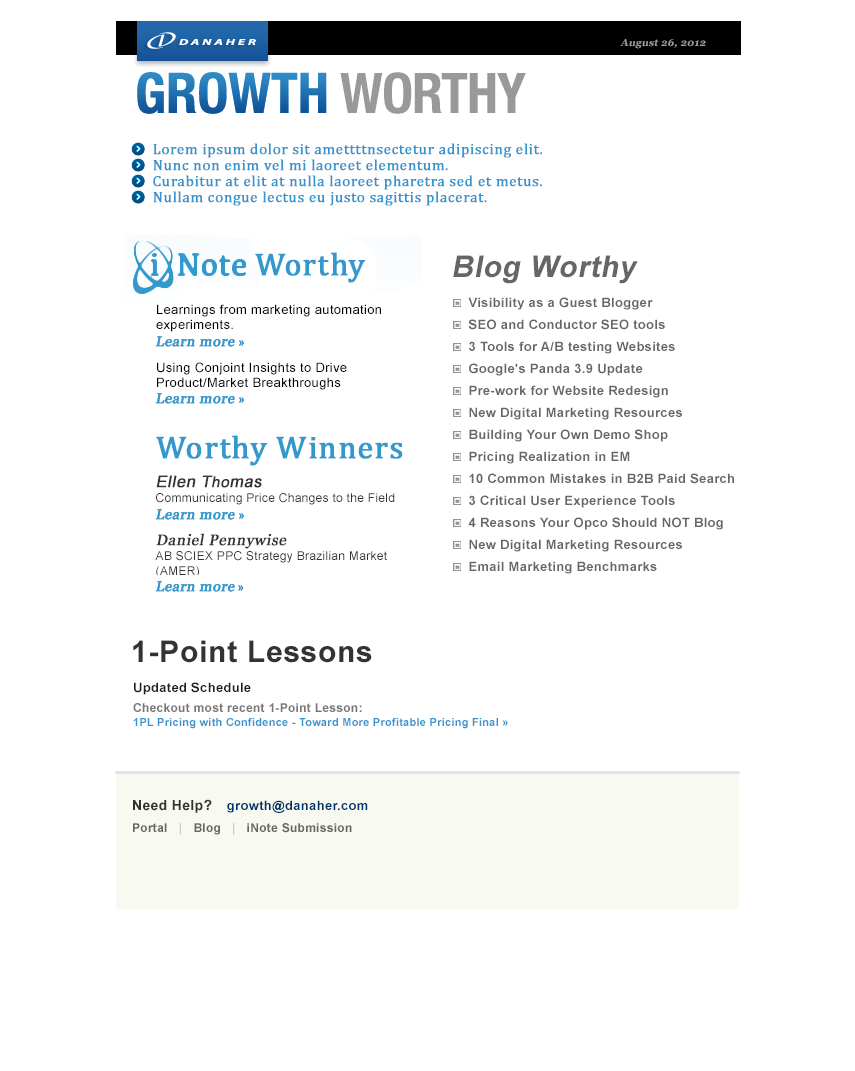 DANAHER
August 26, 2012
GROWTH WORTHY
Lorem ipsum dolor sit amettttnsectetur adipiscing elit.
Nunc non enim vel mi laoreet elementum.
Curabitur at elit at nulla laoreet pharetra sed et metus.
Nullam congue lectus eu justo sagittis placerat.
iNote Worthy
Learnings from marketing automation
experiments.
Learn more »
Using Conjoint Insights to Drive
Product/Market Breakthroughs
Learn more »
Worthy Winners
Ellen Thomas
Communicating Price Changes to the Field
Learn more »
Daniel Pennywise
AB SCIEX PPC Strategy Brazilian Market
(AMER)
Learn more »
Blog Worthy
Visibility as a Guest Blogger
SEO and Conductor SEO tools
3 Tools for A/B testing Websites
Google's Panda 3.9 Update
Pre-work for Website Redesign
New Digital Marketing Resources
Building Your Own Demo Shop
Pricing Realization in EM
10 Common Mistakes in B2B Paid Search
3 Critical User Experience Tools
4 Reasons Your Opco Should NOT Blog
New Digital Marketing Resources
Email Marketing Benchmarks
1-Point Lessons
Updated Schedule
Checkout most recent 1-Point Lesson:
1PL Pricing with Confidence - Toward More Profitable Pricing Final »
Need Help? growth@danaher.com
Portal | Blog | iNote Submission